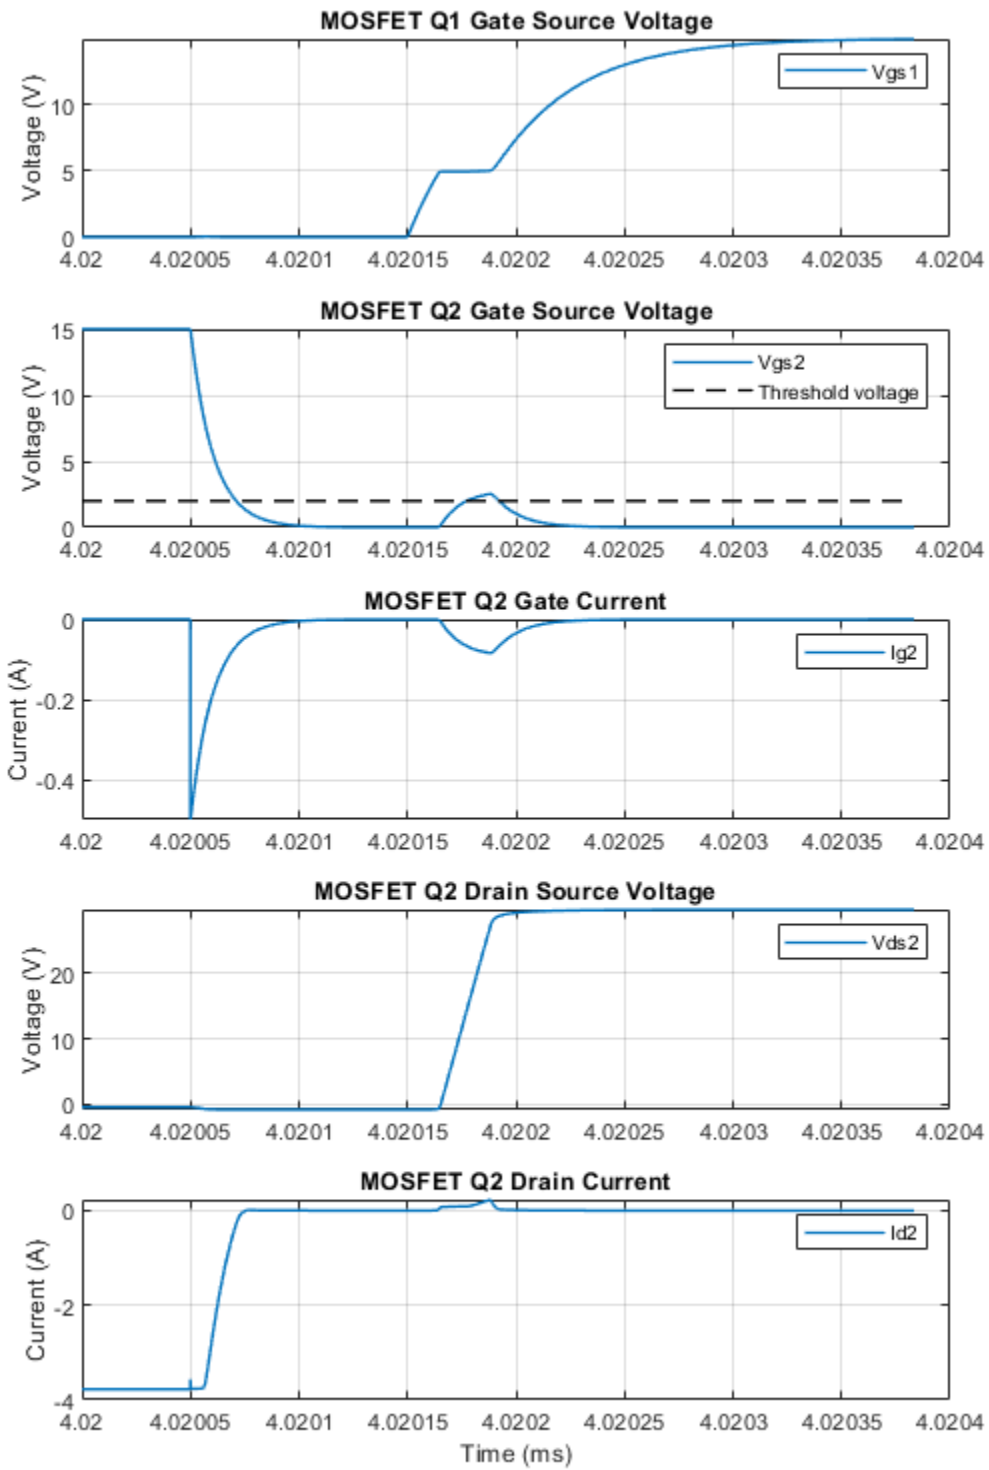 MOSFET Q1 Gate Source Voltage
Voltage (V)
10
5
0
Vgs1
4.02 4.02005 4.0201 4.02015 4.0202 4.02025 4.0203 4.02035 4.0204
MOSFET Q2 Gate Source Voltage
Voltage (V)
15
10
5
0
Vgs2
Threshold voltage
4.02 4.02005 4.0201 4.02015 4.0202 4.02025 4.0203 4.02035 4.0204
MOSFET Q2 Gate Current
Current (A)
0
-0.2
-0.4
Ig2
4.02 4.02005 4.0201 4.02015 4.0202 4.02025 4.0203 4.02035 4.0204
MOSFET Q2 Drain Source Voltage
Voltage (V)
20
10
0
Vds2
4.02 4.02005 4.0201 4.02015 4.0202 4.02025 4.0203 4.02035 4.0204
MOSFET Q2 Drain Current
Current (A)
0
-2
-4
Id2
4.02 4.02005 4.0201 4.02015 4.0202 4.02025 4.0203 4.02035 4.0204
Time (ms)